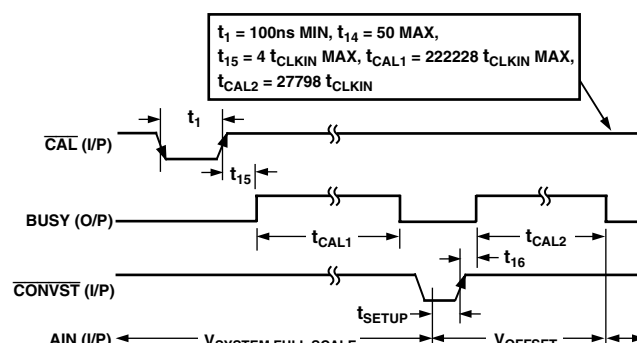 t1 = 100ns MIN, t14 = 50 MAX,
t15 = 4 tCLKIN MAX, tCAL1 = 222228 tCLKIN MAX,
tCAL2 = 27798 tCLKIN
t1
CAL (I/P)
t15
BUSY (O/P)
tCAL1
tCAL2
t16
CONVST (I/P)
tSETUP
AIN (I/P)
VSYSTEM FULL SCALE
VOFFSET